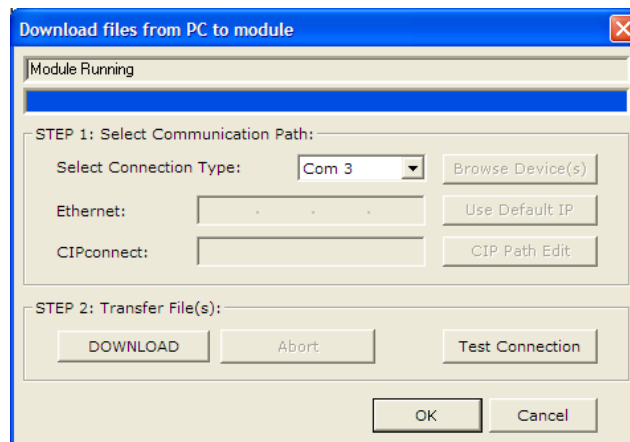 Download files from PC to module
Module Running
STEP 1: Select Communication Path:
Select Connection Type: Com 3 Browse Device(s)
Ethernet: . . . Use Default IP
CIPconnect: CIP Path Edit
STEP 2: Transfer File(s):
DOWNLOAD Abort Test Connection
OK Cancel